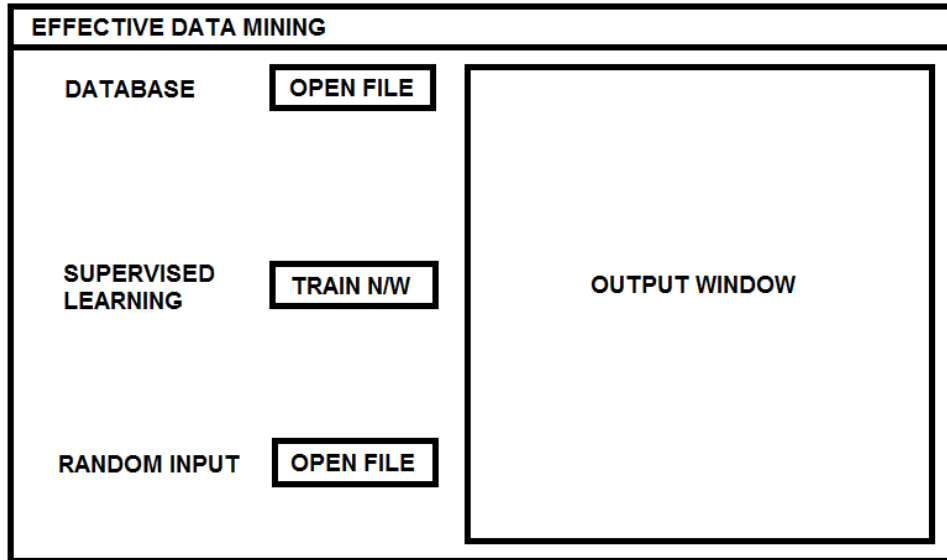 EFFECTIVE DATA MINING
DATABASE
OPEN FILE
SUPERVISED
LEARNING
TRAIN N/W
OUTPUT WINDOW
RANDOM INPUT
OPEN FILE